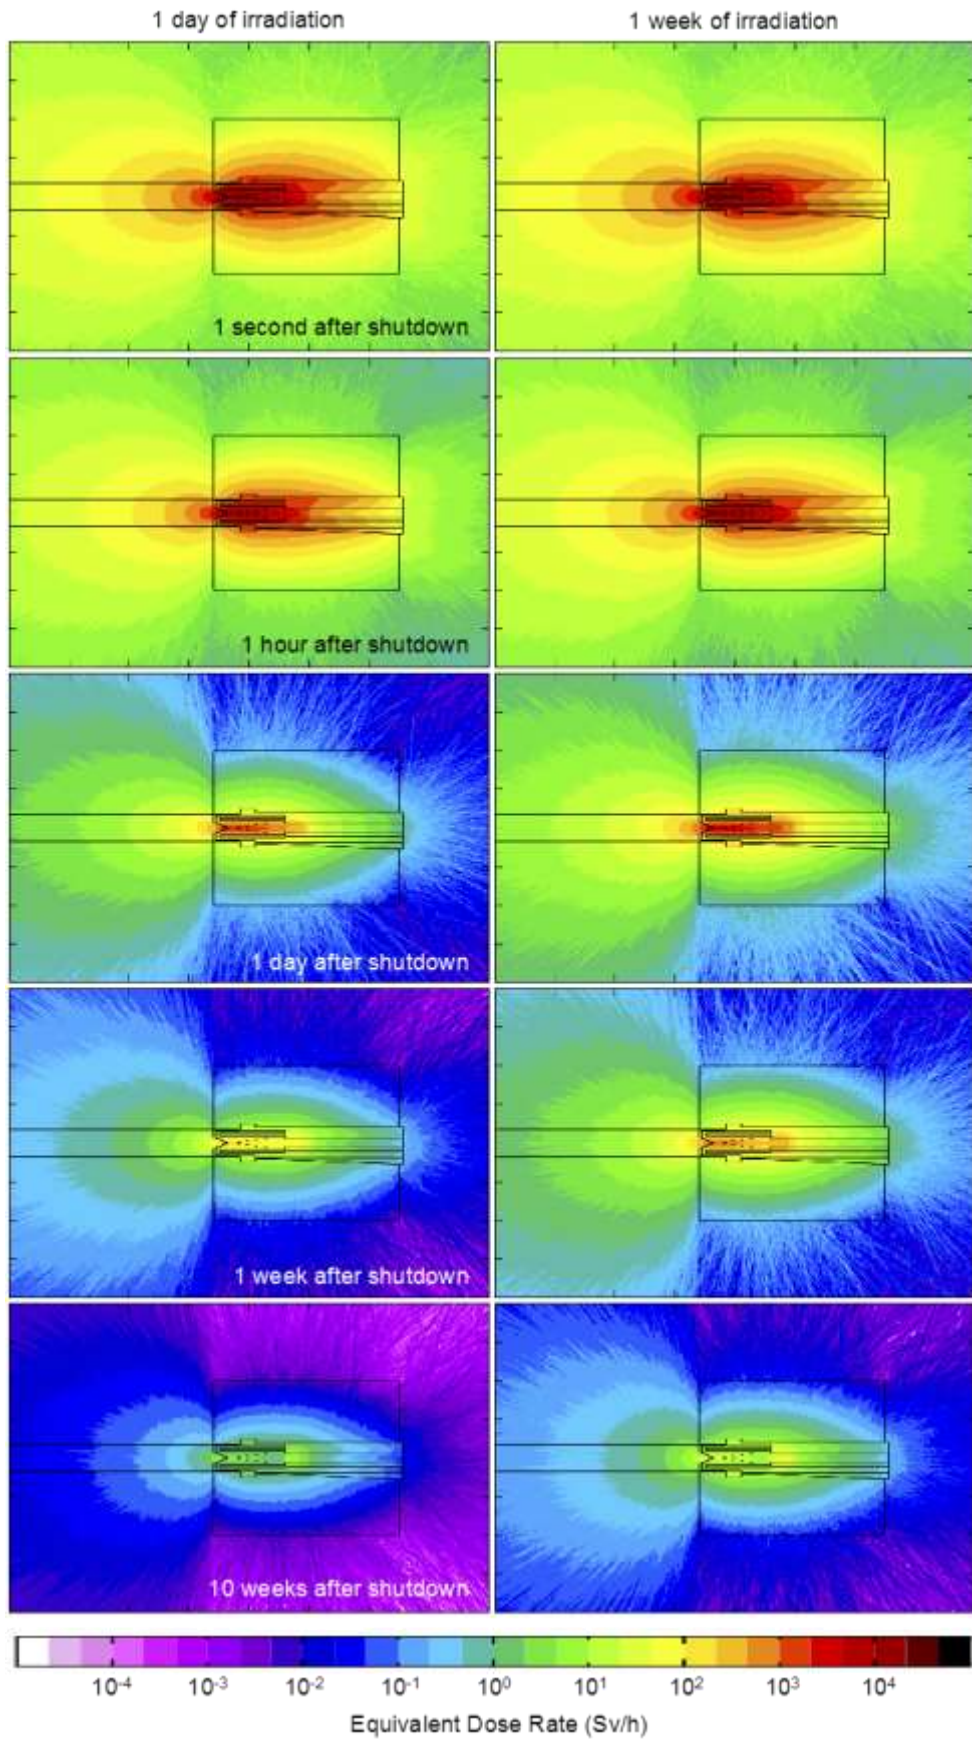 1 day of irradiation
1 week of irradiation
1 second after shutdown
1 hour after shutdown
1 day after shutdown
1 week after shutdown
10 weeks after shutdown
10⁻⁴ 10⁻³ 10⁻² 10⁻¹ 10⁰ 10¹ 10² 10³ 10⁴
Equivalent Dose Rate (Sv/h)